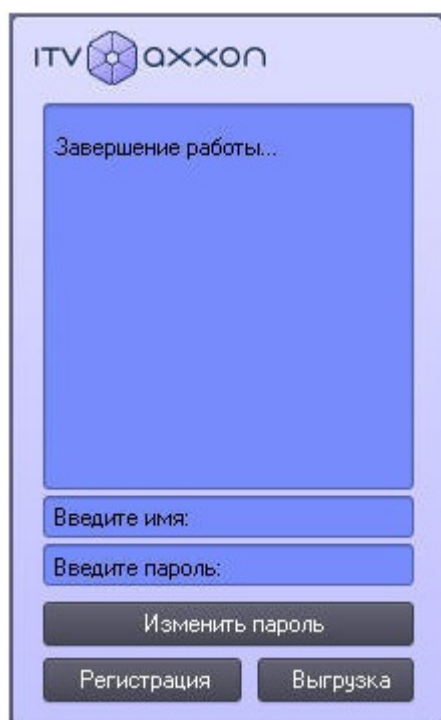 ITV AXXON
Завершение работы...
Введите имя:
Введите пароль:
Изменить пароль
Регистрация Выгрузка